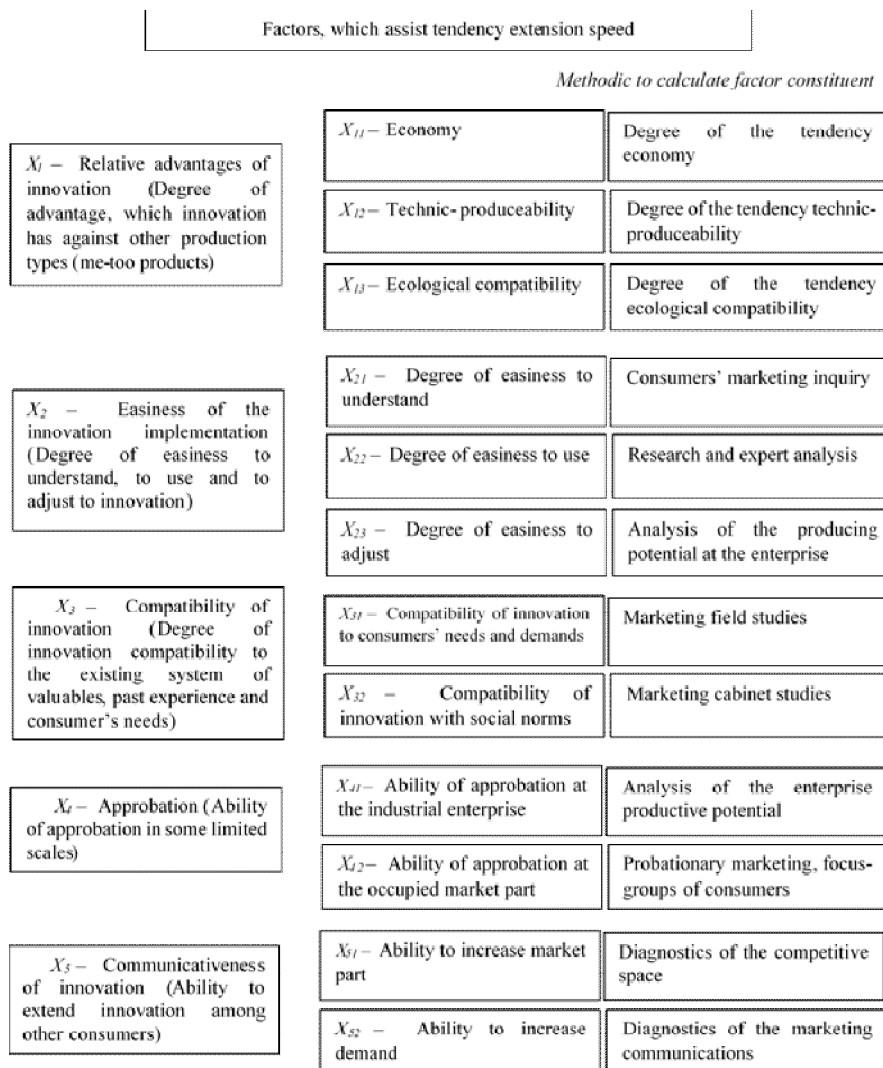 Factors, which assist tendency extension speed
Methodic to calculate factor constituent
X1 – Relative advantages of
innovation (Degree of
advantage, which innovation
has against other production
types (me-too products)
X11 – Economy
Degree of the tendency
economy
X12 – Technic- produceability
Degree of the tendency technic-
produceability
X13 – Ecological compatibility
Degree of the tendency
ecological compatibility
X2 – Easiness of the
innovation implementation
(Degree of easiness to
understand, to use and to
adjust to innovation)
X21 – Degree of easiness to
understand
Consumers' marketing inquiry
X22 – Degree of easiness to use
Research and expert analysis
X23 – Degree of easiness to
adjust
Analysis of the producing
potential at the enterprise
X3 – Compatibility of
innovation (Degree of
innovation compatibility to
the existing system of
valuables, past experience and
consumer's needs)
X31 – Compatibility of innovation
to consumers' needs and demands
Marketing field studies
X32 – Compatibility of
innovation with social norms
Marketing cabinet studies
X4 – Approbation (Ability
of approbation in some limited
scales)
X41 – Ability of approbation at
the industrial enterprise
Analysis of the enterprise
productive potential
X42 – Ability of approbation at
the occupied market part
Probationary marketing, focus-
groups of consumers
X5 – Communicativeness
of innovation (Ability to
extend innovation among
other consumers)
X51 – Ability to increase market
part
Diagnostics of the competitive
space
X52 – Ability to increase
demand
Diagnostics of the marketing
communications